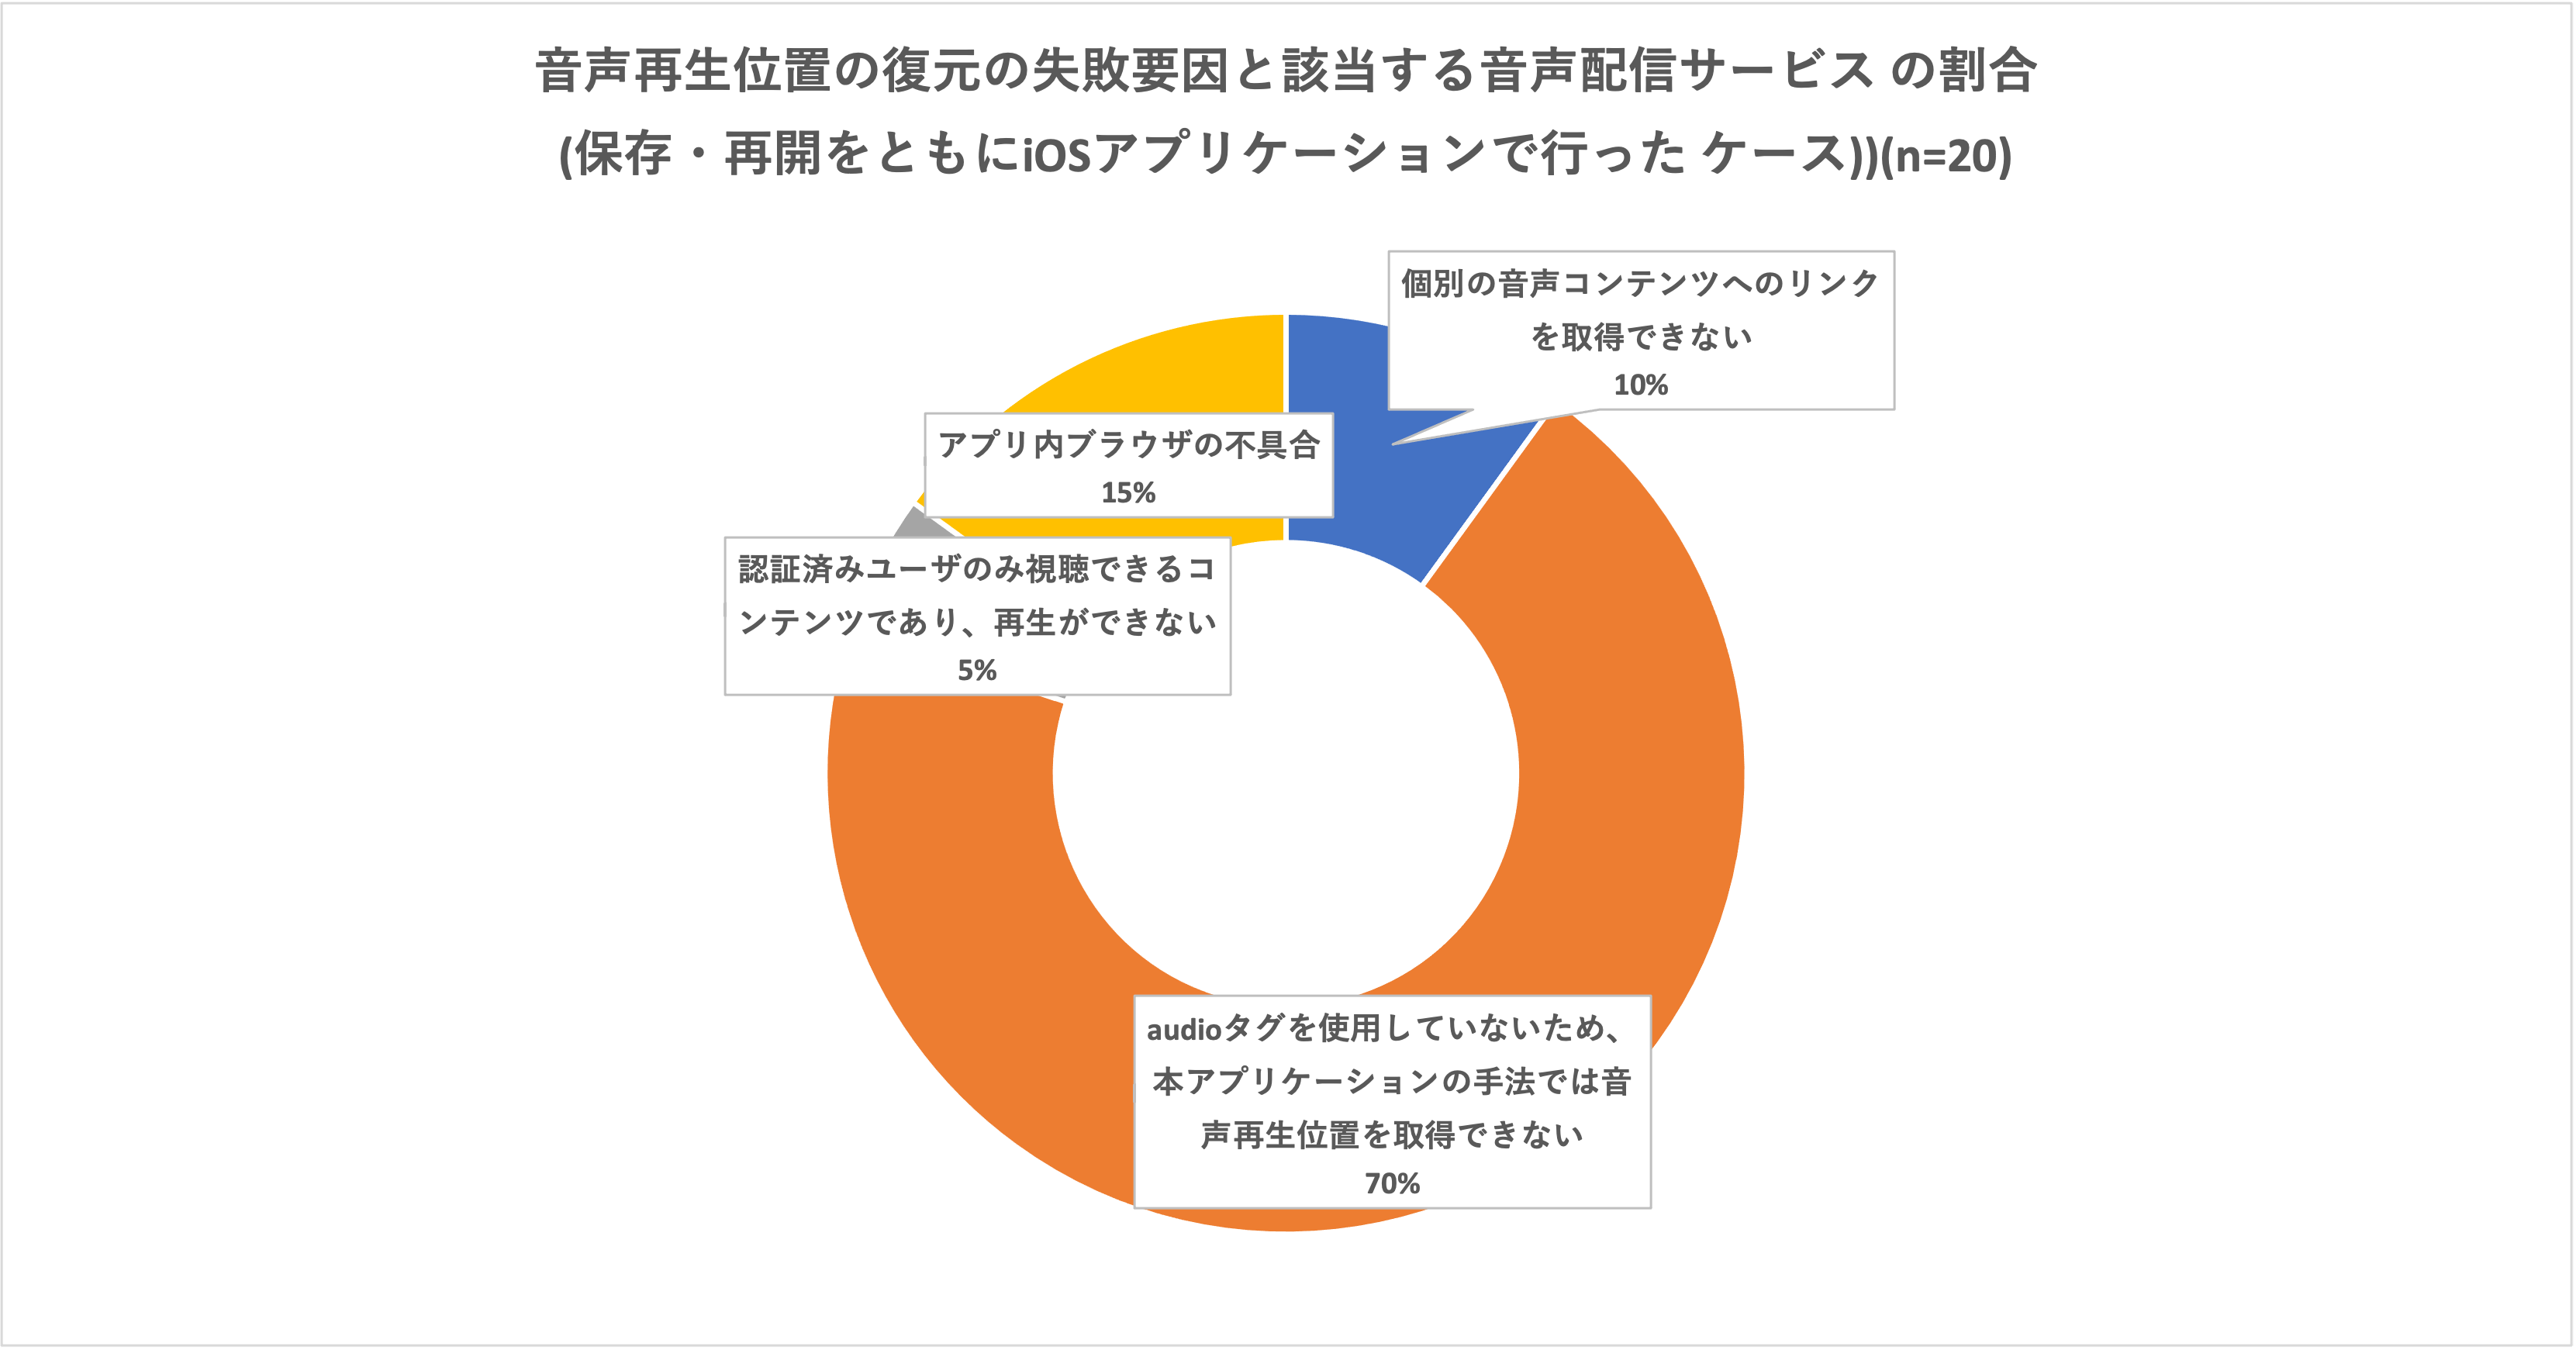 音声再生位置の復元の失敗要因と該当する音声配信サービス の割合
(保存・再開をともにiOSアプリケーションで行った ケース))(n=20)
個別の音声コンテンツへのリンク
を取得できない
10%
アプリ内ブラウザの不具合
15%
認証済みユーザのみ視聴できるコ
ンテンツであり、再生ができない
5%
audioタグを使用していないため、
本アプリケーションの手法では音
声再生位置を取得できない
70%